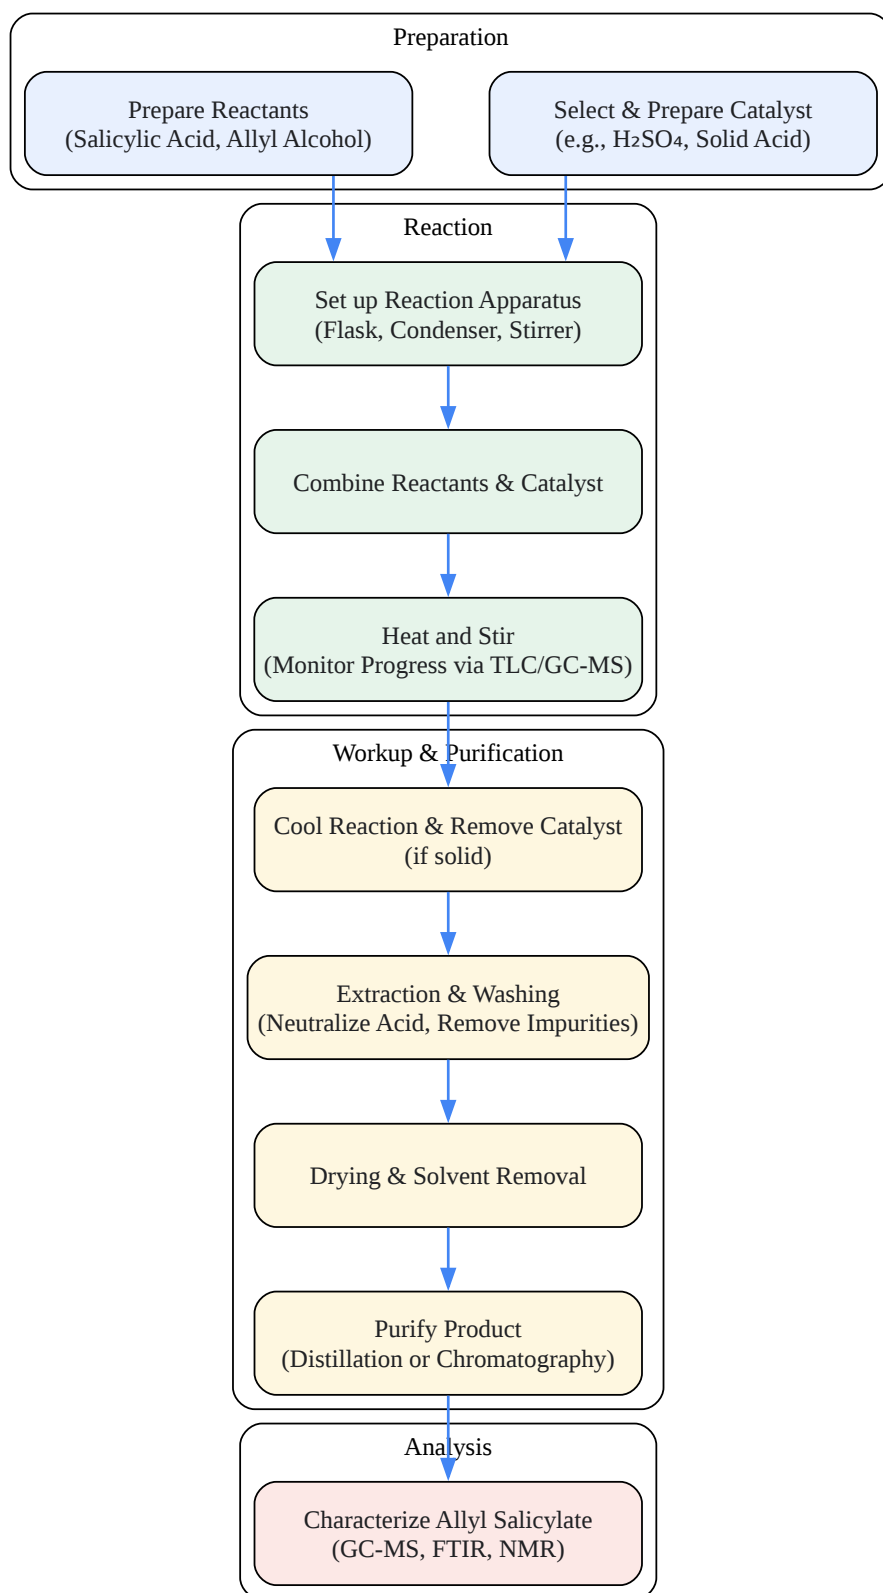 Preparation
Prepare Reactants
(Salicylic Acid, Allyl Alcohol)
Select & Prepare Catalyst
(e.g., H₂SO₄, Solid Acid)
Reaction
Set up Reaction Apparatus
(Flask, Condenser, Stirrer)
Combine Reactants & Catalyst
Heat and Stir
(Monitor Progress via TLC/GC-MS)
Workup & Purification
Cool Reaction & Remove Catalyst
(if solid)
Extraction & Washing
(Neutralize Acid, Remove Impurities)
Drying & Solvent Removal
Purify Product
(Distillation or Chromatography)
Analysis
Characterize Allyl Salicylate
(GC-MS, FTIR, NMR)